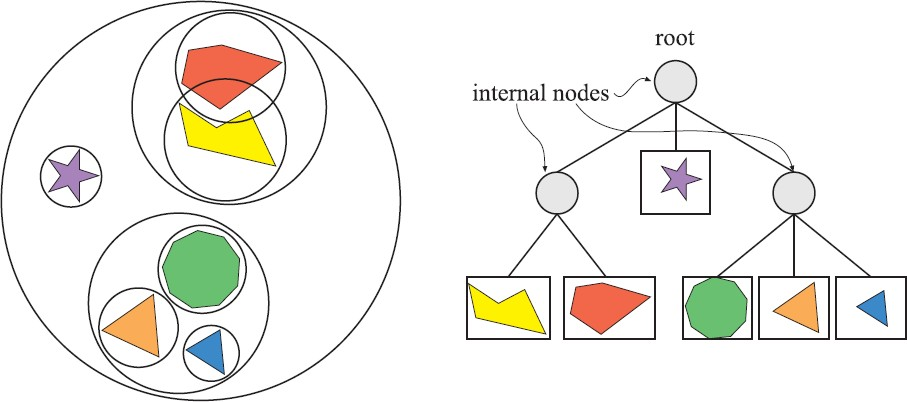 root
internal nodes